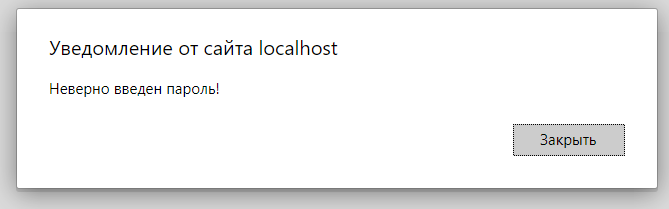 Уведомление от сайта localhost
Неверно введен пароль!
Закрыть